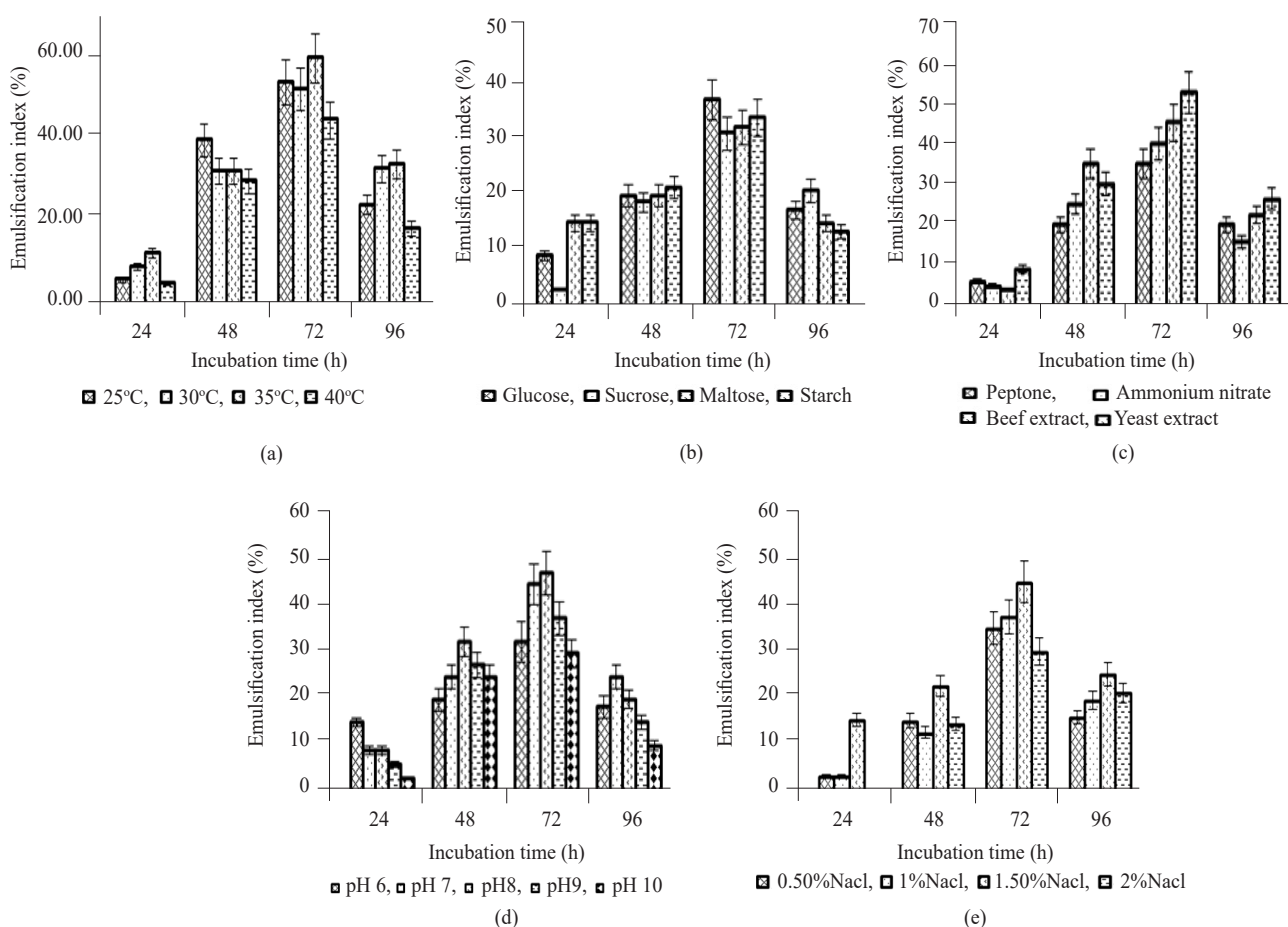 Emulsification index (%)
60.00
40.00
20.00
0.00
24 48 72 96
Incubation time (h)
25°C, 30°C, 35°C, 40°C
(a)
Emulsification index (%)
50
40
30
20
10
0
24 48 72 96
Incubation time (h)
Glucose, Sucrose, Maltose, Starch
(b)
Emulsification index (%)
70
60
50
40
30
20
10
0
24 48 72 96
Incubation time (h)
Peptone, Ammonium nitrate
Beef extract, Yeast extract
(c)
Emulsification index (%)
60
50
40
30
20
10
0
24 48 72 96
Incubation time (h)
pH 6, pH 7, pH8, pH9, pH 10
(d)
Emulsification index (%)
60
50
40
30
20
10
0
24 48 72 96
Incubation time (h)
0.50%Nacl, 1%Nacl, 1.50%Nacl, 2%Nacl
(e)